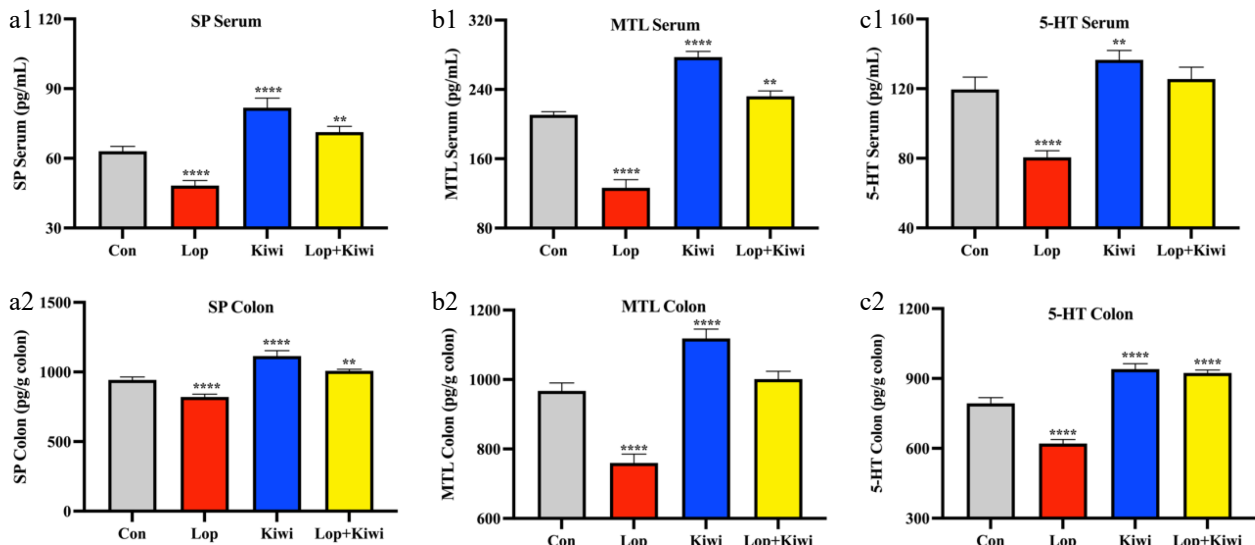 a1
SP Serum
SP Serum (pg/mL)
120
90
60
30
****
****
**
Con Lop Kiwi Lop+Kiwi
b1
MTL Serum
MTL Serum (pg/mL)
320
240
160
80
****
****
**
Con Lop Kiwi Lop+Kiwi
c1
5-HT Serum
5-HT Serum (pg/mL)
160
120
80
40
****
**
Con Lop Kiwi Lop+Kiwi
a2
SP Colon
SP Colon (pg/g colon)
1500
1000
500
0
****
****
**
Con Lop Kiwi Lop+Kiwi
b2
MTL Colon
MTL Colon (pg/g colon)
1200
1000
800
600
****
****
Con Lop Kiwi Lop+Kiwi
c2
5-HT Colon
5-HT Colon (pg/g colon)
1200
900
600
300
****
****
****
Con Lop Kiwi Lop+Kiwi